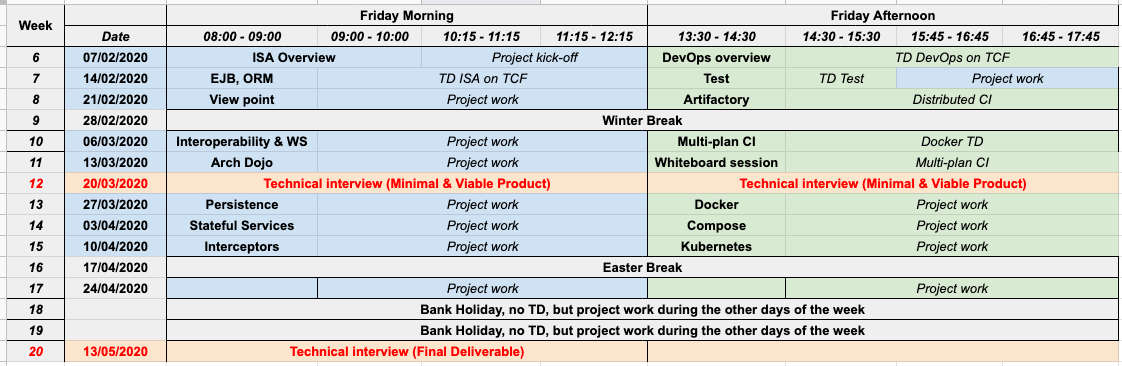 Week Friday Morning Friday Afternoon
Date 08:00 - 09:00 09:00 - 10:00 10:15 - 11:15 11:15 - 12:15 13:30 - 14:30 14:30 - 15:30 15:45 - 16:45 16:45 - 17:45
6 07/02/2020 ISA Overview Project kick-off DevOps overview TD DevOps on TCF
7 14/02/2020 EJB, ORM TD ISA on TCF Test TD Test Project work
8 21/02/2020 View point Project work Artifactory Distributed CI
9 28/02/2020 Winter Break
10 06/03/2020 Interoperability & WS Project work Multi-plan CI Docker TD
11 13/03/2020 Arch Dojo Project work Whiteboard session Multi-plan CI
12 20/03/2020 Technical interview (Minimal & Viable Product) Technical interview (Minimal & Viable Product)
13 27/03/2020 Persistence Project work Docker Project work
14 03/04/2020 Stateful Services Project work Compose Project work
15 10/04/2020 Interceptors Project work Kubernetes Project work
16 17/04/2020 Easter Break
17 24/04/2020 Project work Project work
18 Bank Holiday, no TD, but project work during the other days of the week
19 Bank Holiday, no TD, but project work during the other days of the week
20 13/05/2020 Technical interview (Final Deliverable)